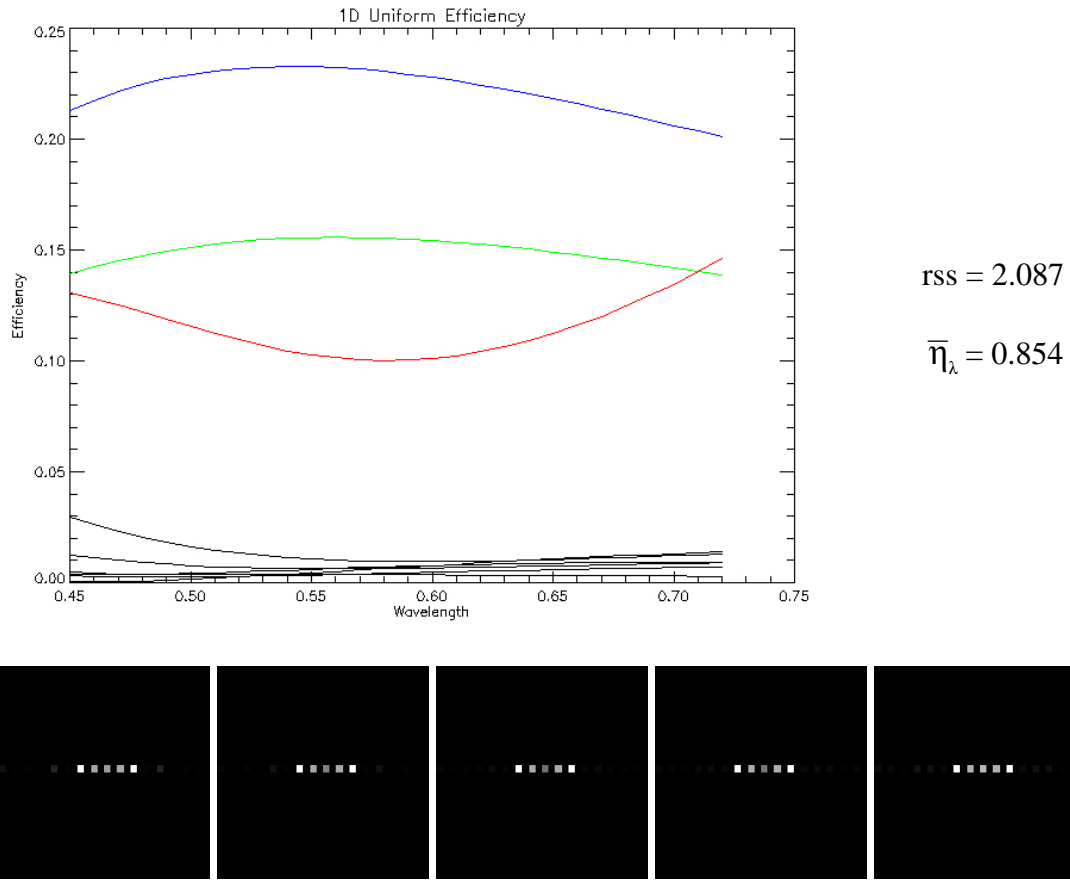 1D Uniform Efficiency
0.25
0.20
0.15
0.10
0.05
0.00
Efficiency
0.45 0.50 0.55 0.60 0.65 0.70 0.75
Wavelength
rss = 2.087
η̅λ = 0.854